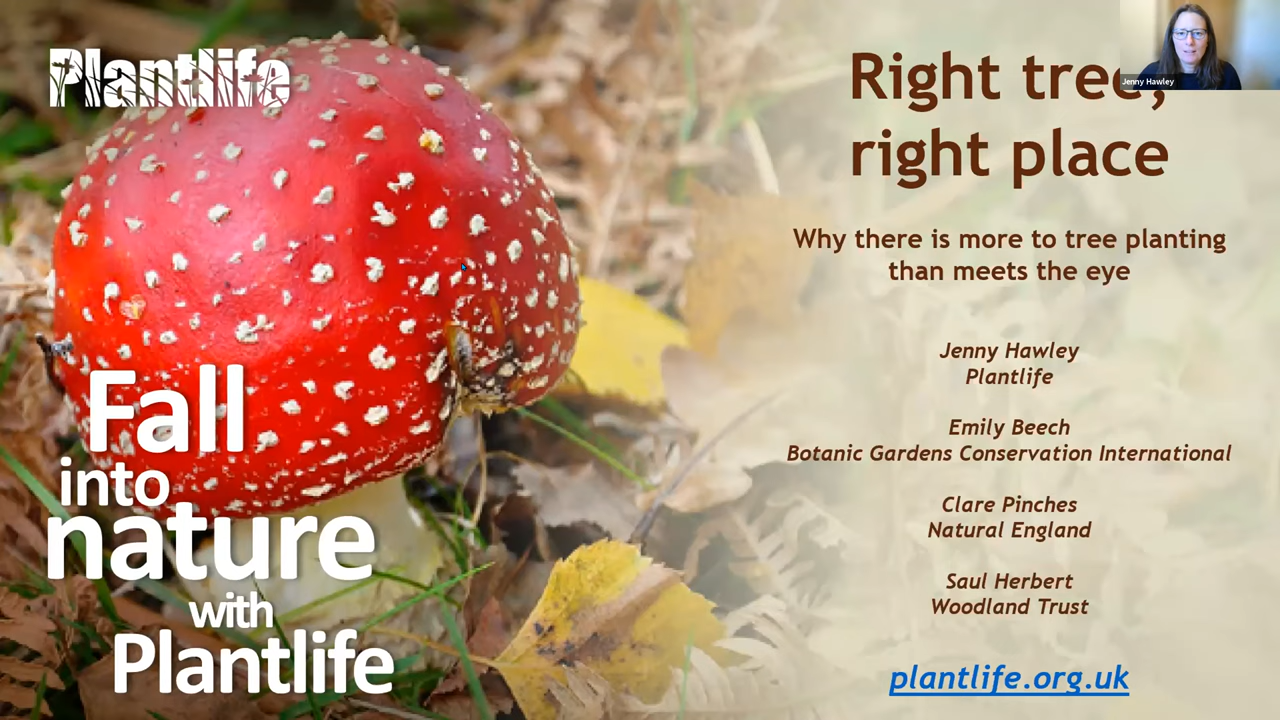 Plantlife
Fall
into
nature
with
Plantlife
Right tree,
right place
Why there is more to tree planting
than meets the eye
Jenny Hawley
Plantlife
Emily Beech
Botanic Gardens Conservation International
Clare Pinches
Natural England
Saul Herbert
Woodland Trust
plantlife.org.uk
Jenny Hawley